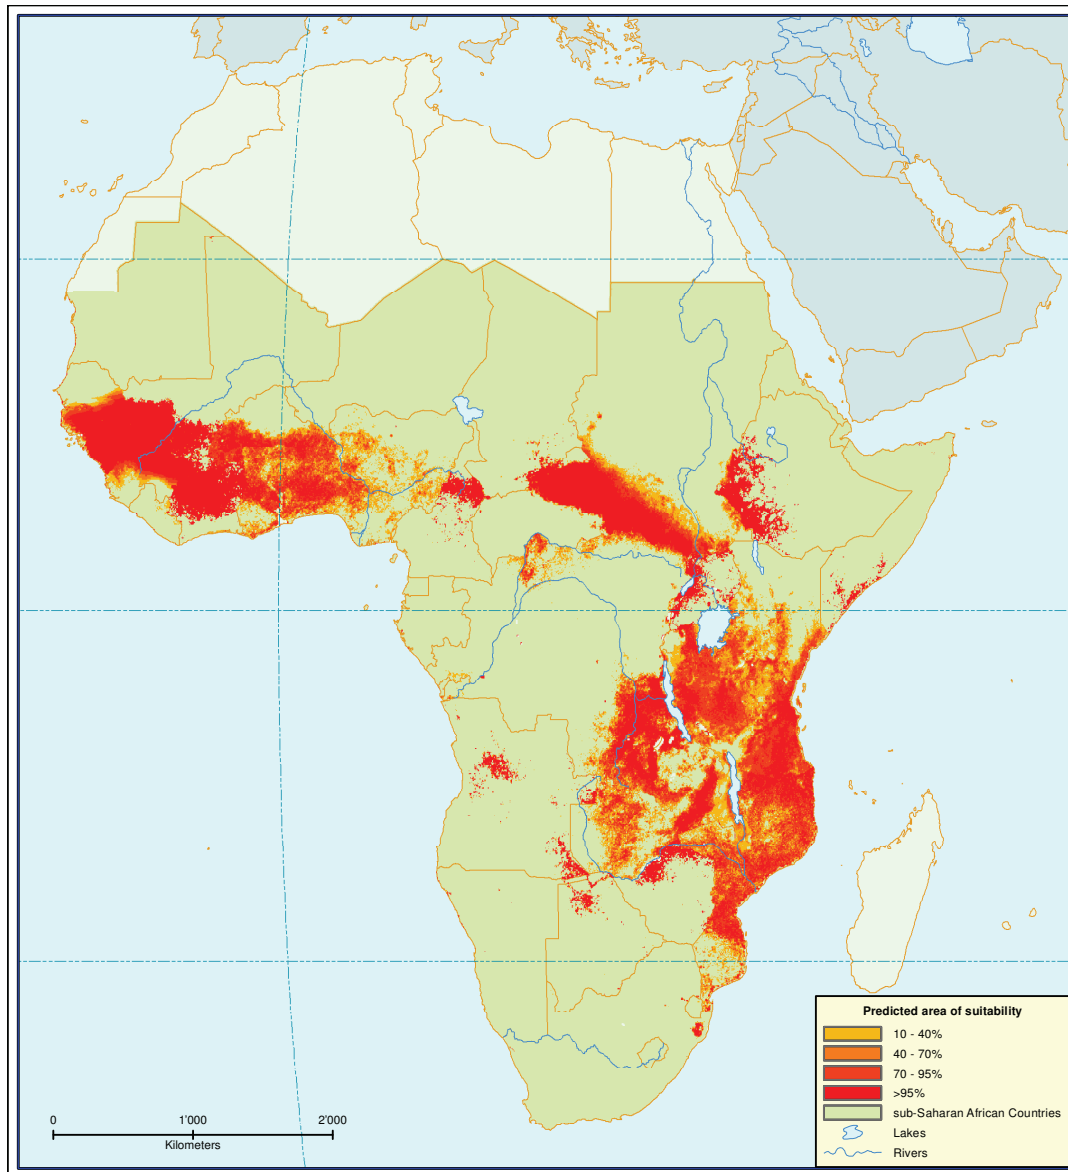 Predicted area of suitability
10 - 40%
40 - 70%
70 - 95%
>95%
sub-Saharan African Countries
Lakes
Rivers
0 1'000 2'000
Kilometers